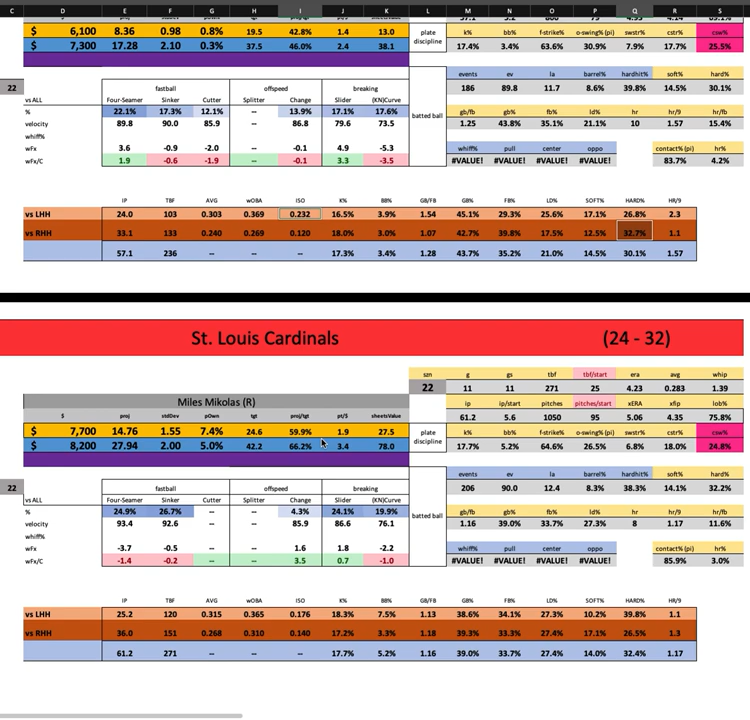 C D E F G H I J K L M N O P Q R S
proj stdDev pOwn tgt proj/tgt pt/$ sheetsValue
$ 6,100 8.36 0.98 0.8% 19.5 42.8% 1.4 13.0 plate discipline k% bb% f-strike% o-swing% (pi) swstr% cstr% csw%
$ 7,300 17.28 2.10 0.3% 37.5 46.0% 2.4 38.1 17.4% 3.4% 63.6% 30.9% 7.9% 17.7% 25.5%
events ev la barrel% hardhit% soft% hard%
22 fastball offspeed breaking 186 89.8 11.7 8.6% 39.8% 14.5% 30.1%
vs ALL Four-Seamer Sinker Cutter Splitter Change Slider (KN)Curve
% 22.1% 17.3% 12.1% -- 13.9% 17.1% 17.6% batted ball gb/fb gb% fb% ld% hr hr/9 hr/fb
velocity 89.8 90.0 85.9 -- 86.8 79.6 73.5 1.25 43.8% 35.1% 21.1% 10 1.57 15.4%
whiff%
wFx 3.6 -0.9 -2.0 -0.1 4.9 -5.3 whiff% pull center oppo contact% (pi) hr%
wFx/C 1.9 -0.6 -1.9 -- -0.1 3.3 -3.5 #VALUE! #VALUE! #VALUE! #VALUE! 83.7% 4.2%
IP TBF AVG wOBA ISO K% BB% GB/FB GB% FB% LD% SOFT% HARD% HR/9
vs LHH 24.0 103 0.303 0.369 0.232 16.5% 3.9% 1.54 45.1% 29.3% 25.6% 17.1% 26.8% 2.3
vs RHH 33.1 133 0.240 0.269 0.120 18.0% 3.0% 1.07 42.7% 39.8% 17.5% 12.5% 32.7% 1.1
57.1 236 -- -- -- 17.3% 3.4% 1.28 43.7% 35.2% 21.0% 14.5% 30.1% 1.57
St. Louis Cardinals (24 - 32)
szn g gs tbf tbf/start era avg whip
22 11 11 271 25 4.23 0.283 1.39
Miles Mikolas (R) ip ip/start pitches pitches/start xERA xfip lob%
$ proj stdDev pOwn tgt proj/tgt pt/$ sheetsValue 61.2 5.6 1050 95 5.06 4.35 75.8%
$ 7,700 14.76 1.55 7.4% 24.6 59.9% 1.9 27.5 plate discipline k% bb% f-strike% o-swing% (pi) swstr% cstr% csw%
$ 8,200 27.94 2.00 5.0% 42.2 66.2% 3.4 78.0 17.7% 5.2% 64.6% 26.5% 6.8% 18.0% 24.8%
events ev la barrel% hardhit% soft% hard%
22 fastball offspeed breaking 206 90.0 12.4 8.3% 38.3% 14.1% 32.2%
vs ALL Four-Seamer Sinker Cutter Splitter Change Slider (KN)Curve
% 24.9% 26.7% -- -- 4.3% 24.1% 19.9% batted ball gb/fb gb% fb% ld% hr hr/9 hr/fb
velocity 93.4 92.6 -- -- 85.9 86.6 76.1 1.16 39.0% 33.7% 27.3% 8 1.17 11.6%
whiff%
wFx -3.7 -0.5 1.6 1.8 -2.2 whiff% pull center oppo contact% (pi) hr%
wFx/C -1.4 -0.2 -- -- 3.5 0.7 -1.0 #VALUE! #VALUE! #VALUE! #VALUE! 85.9% 3.0%
IP TBF AVG wOBA ISO K% BB% GB/FB GB% FB% LD% SOFT% HARD% HR/9
vs LHH 25.2 120 0.315 0.365 0.176 18.3% 7.5% 1.13 38.6% 34.1% 27.3% 10.2% 39.8% 1.1
vs RHH 36.0 151 0.268 0.310 0.140 17.2% 3.3% 1.18 39.3% 33.3% 27.4% 17.1% 26.5% 1.3
61.2 271 -- -- -- 17.7% 5.2% 1.16 39.0% 33.7% 27.4% 14.0% 32.4% 1.17